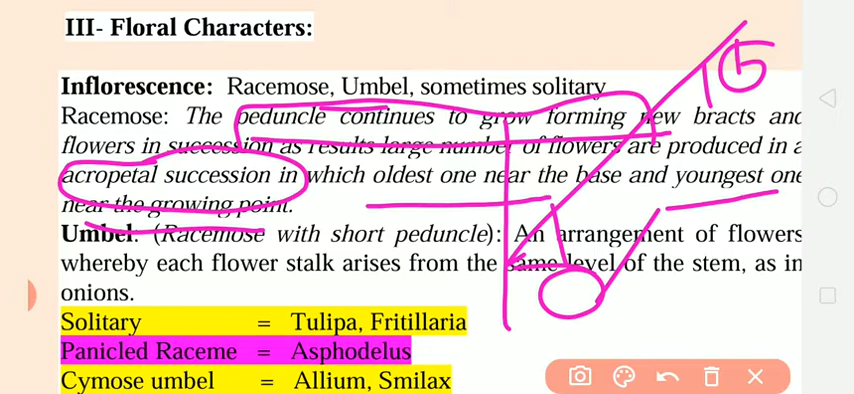 III- Floral Characters:
Inflorescence: Racemose, Umbel, sometimes solitary
Racemose: The peduncle continues to grow forming new bracts and
flowers in succession as results large number of flowers are produced in a
acropetal succession in which oldest one near the base and youngest one
near the growing point.
Umbel: (Racemose with short peduncle): An arrangement of flowers
whereby each flower stalk arises from the same level of the stem, as in
onions.
Solitary = Tulipa, Fritillaria
Panicled Raceme = Asphodelus
Cymose umbel = Allium, Smilax